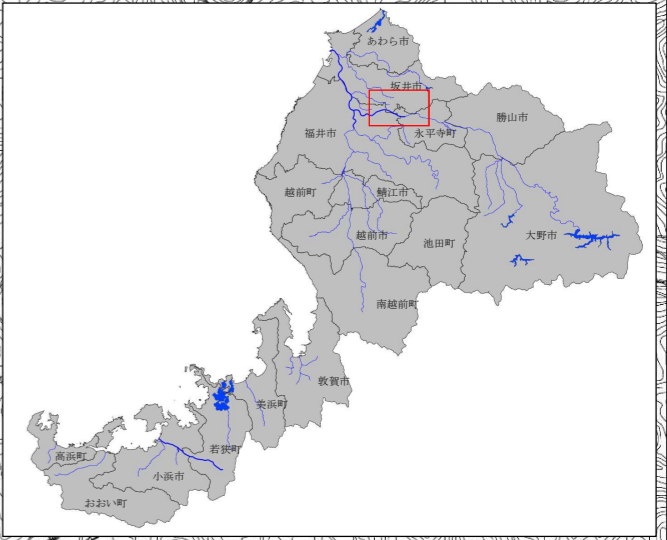 あわら市
坂井市
勝山市
福井市
永平寺町
越前町
鯖江市
越前市
池田町
大野市
南越前町
敦賀市
美浜町
若狭町
高浜町
小浜市
おおい町